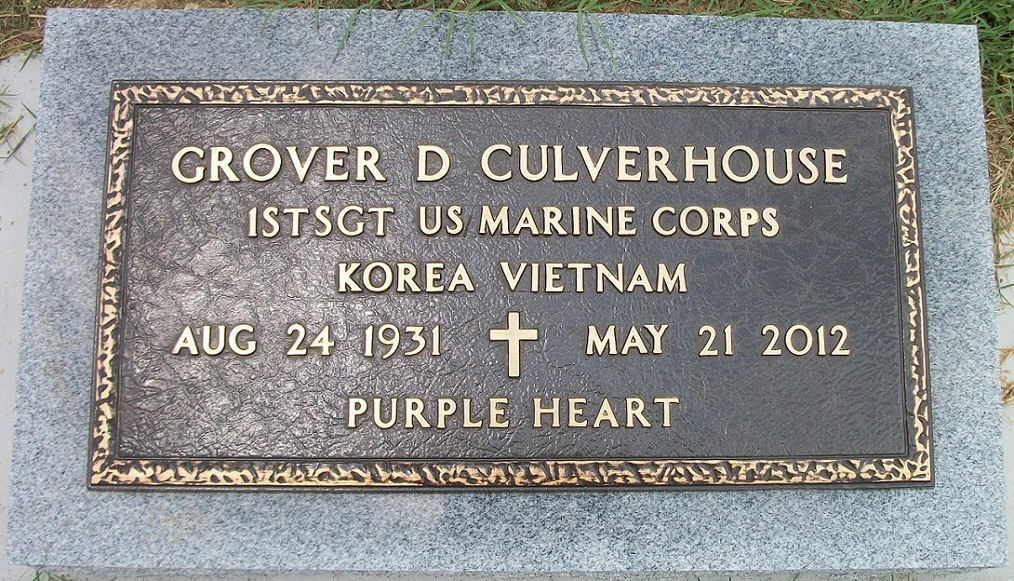 GROVER D CULVERHOUSE
1STSGT US MARINE CORPS
KOREA VIETNAM
AUG 24 1931 MAY 21 2012
PURPLE HEART